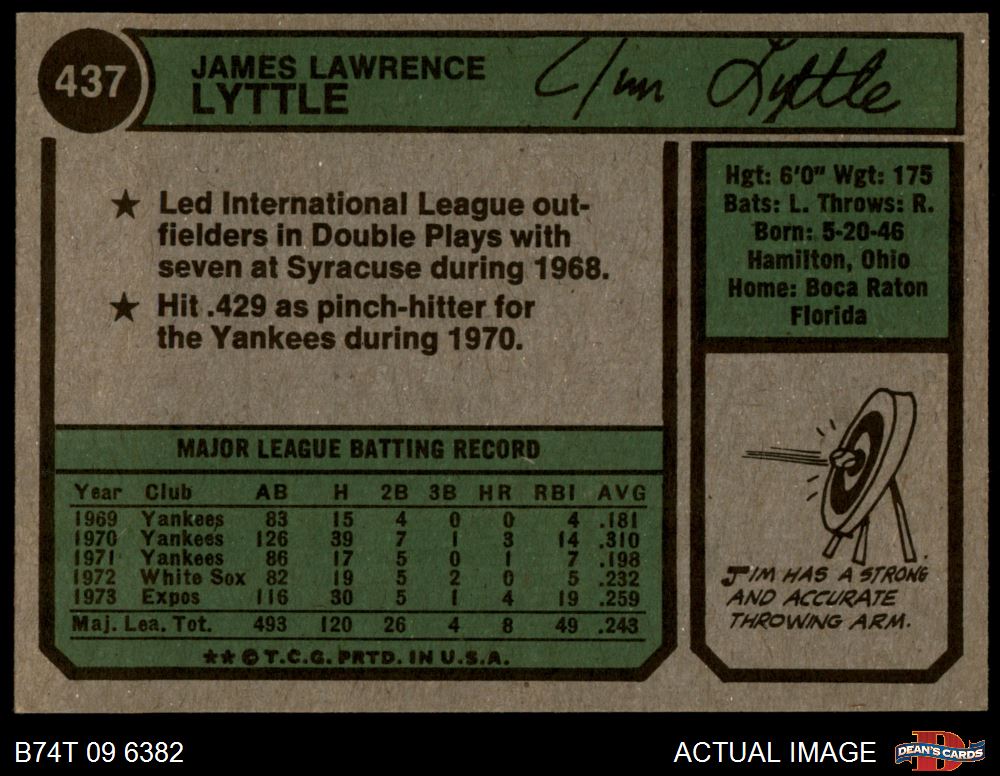 437
JAMES LAWRENCE
LYTTLE
Jim Lyttle
★ Led International League out-
fielders in Double Plays with
seven at Syracuse during 1968.
★ Hit .429 as pinch-hitter for
the Yankees during 1970.
Hgt: 6'0" Wgt: 175
Bats: L. Throws: R.
Born: 5-20-46
Hamilton, Ohio
Home: Boca Raton
Florida
MAJOR LEAGUE BATTING RECORD
Year Club AB H 2B 3B HR RBI AVG
1969 Yankees 83 15 4 0 0 4 .181
1970 Yankees 126 39 7 1 3 14 .310
1971 Yankees 86 17 5 0 1 7 .198
1972 White Sox 82 19 5 2 0 5 .232
1973 Expos 116 30 5 1 4 19 .259
Maj. Lea. Tot. 493 120 26 4 8 49 .243
★★ © T.C.G. PRTD. IN U.S.A.
JIM HAS A STRONG
AND ACCURATE
THROWING ARM.
B74T 09 6382
ACTUAL IMAGE
DEAN'S CARDS